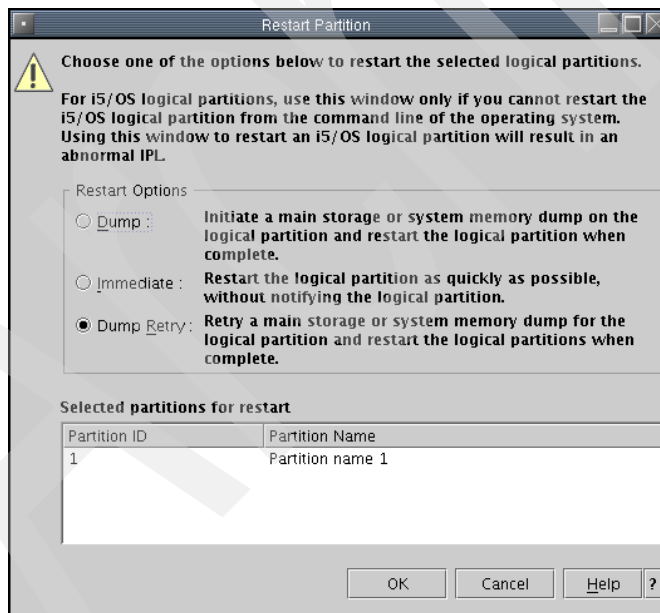 Restart Partition
Choose one of the options below to restart the selected logical partitions.
For i5/OS logical partitions, use this window only if you cannot restart the
i5/OS logical partition from the command line of the operating system.
Using this window to restart an i5/OS logical partition will result in an
abnormal IPL.
Restart Options
Dump : Initiate a main storage or system memory dump on the
logical partition and restart the logical partition when
complete.
Immediate : Restart the logical partition as quickly as possible,
without notifying the logical partition.
Dump Retry : Retry a main storage or system memory dump for the
logical partition and restart the logical partitions when
complete.
Selected partitions for restart
Partition ID Partition Name
1 Partition name 1
OK Cancel Help ?